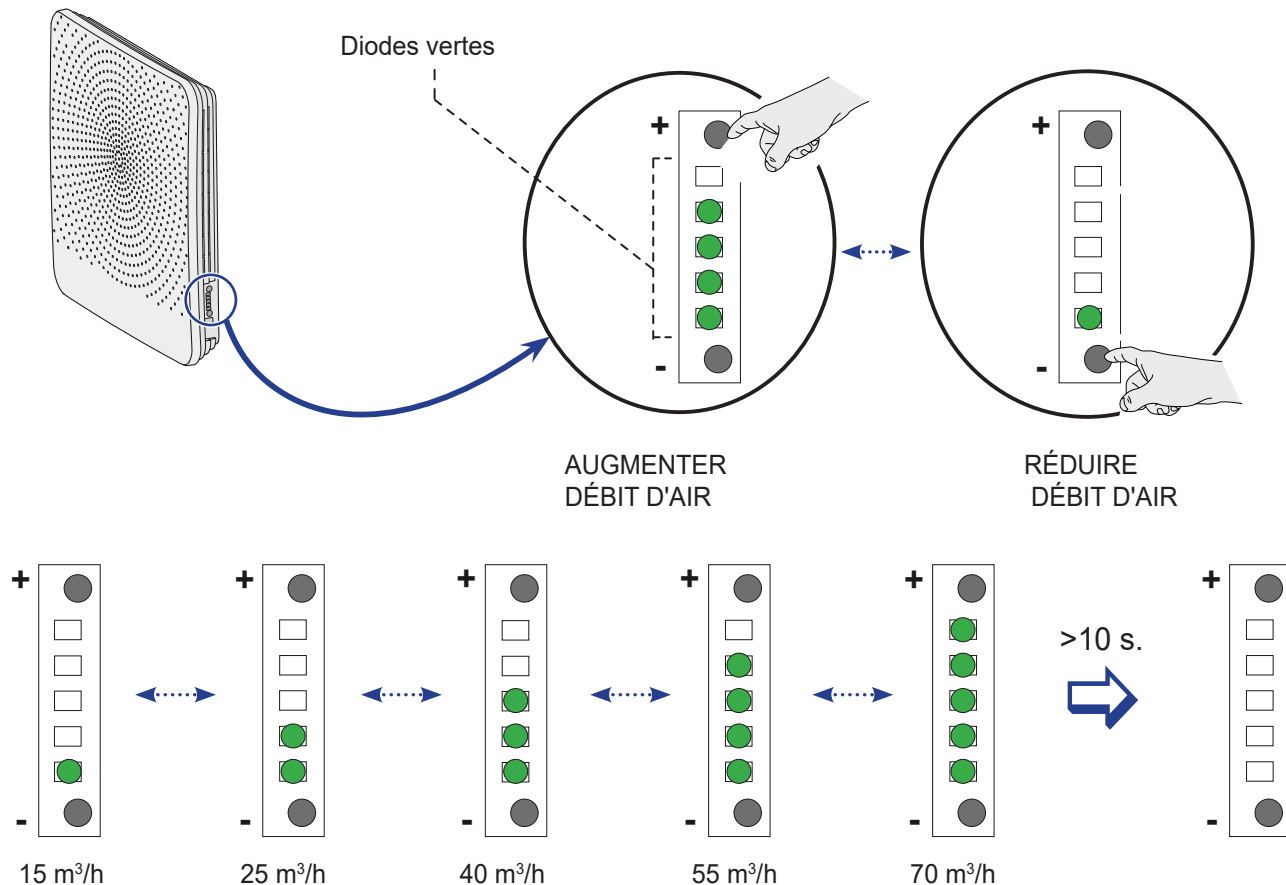 Diodes vertes
+
+
-
-
AUGMENTER
DÉBIT D'AIR
RÉDUIRE
DÉBIT D'AIR
+
+
+
+
+
+
>10 s.
-
-
-
-
-
-
15 m³/h
25 m³/h
40 m³/h
55 m³/h
70 m³/h